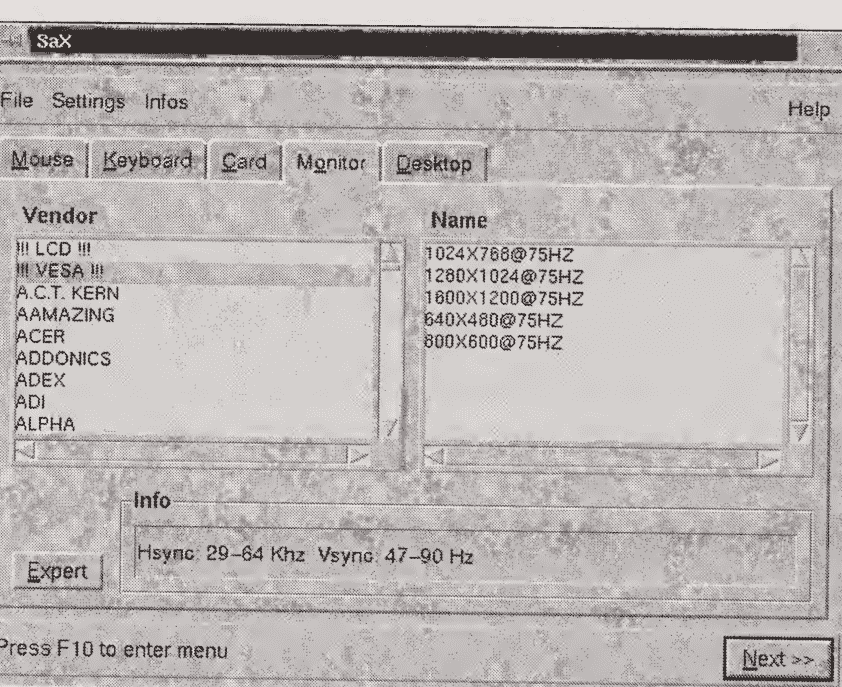 SaX
File Settings Infos Help
Mouse Keyboard Card Monitor Desktop
Vendor
!!! LCD !!!
!!! VESA !!!
A.C.T. KERN
AAMAZING
ACER
ADDONICS
ADEX
ADI
ALPHA
Name
1024X768@75HZ
1280X1024@75HZ
1600X1200@75HZ
640X480@75HZ
800X600@75HZ
Info
Hsync: 29-64 Khz Vsync: 47-90 Hz
Expert
Press F10 to enter menu
Next >>